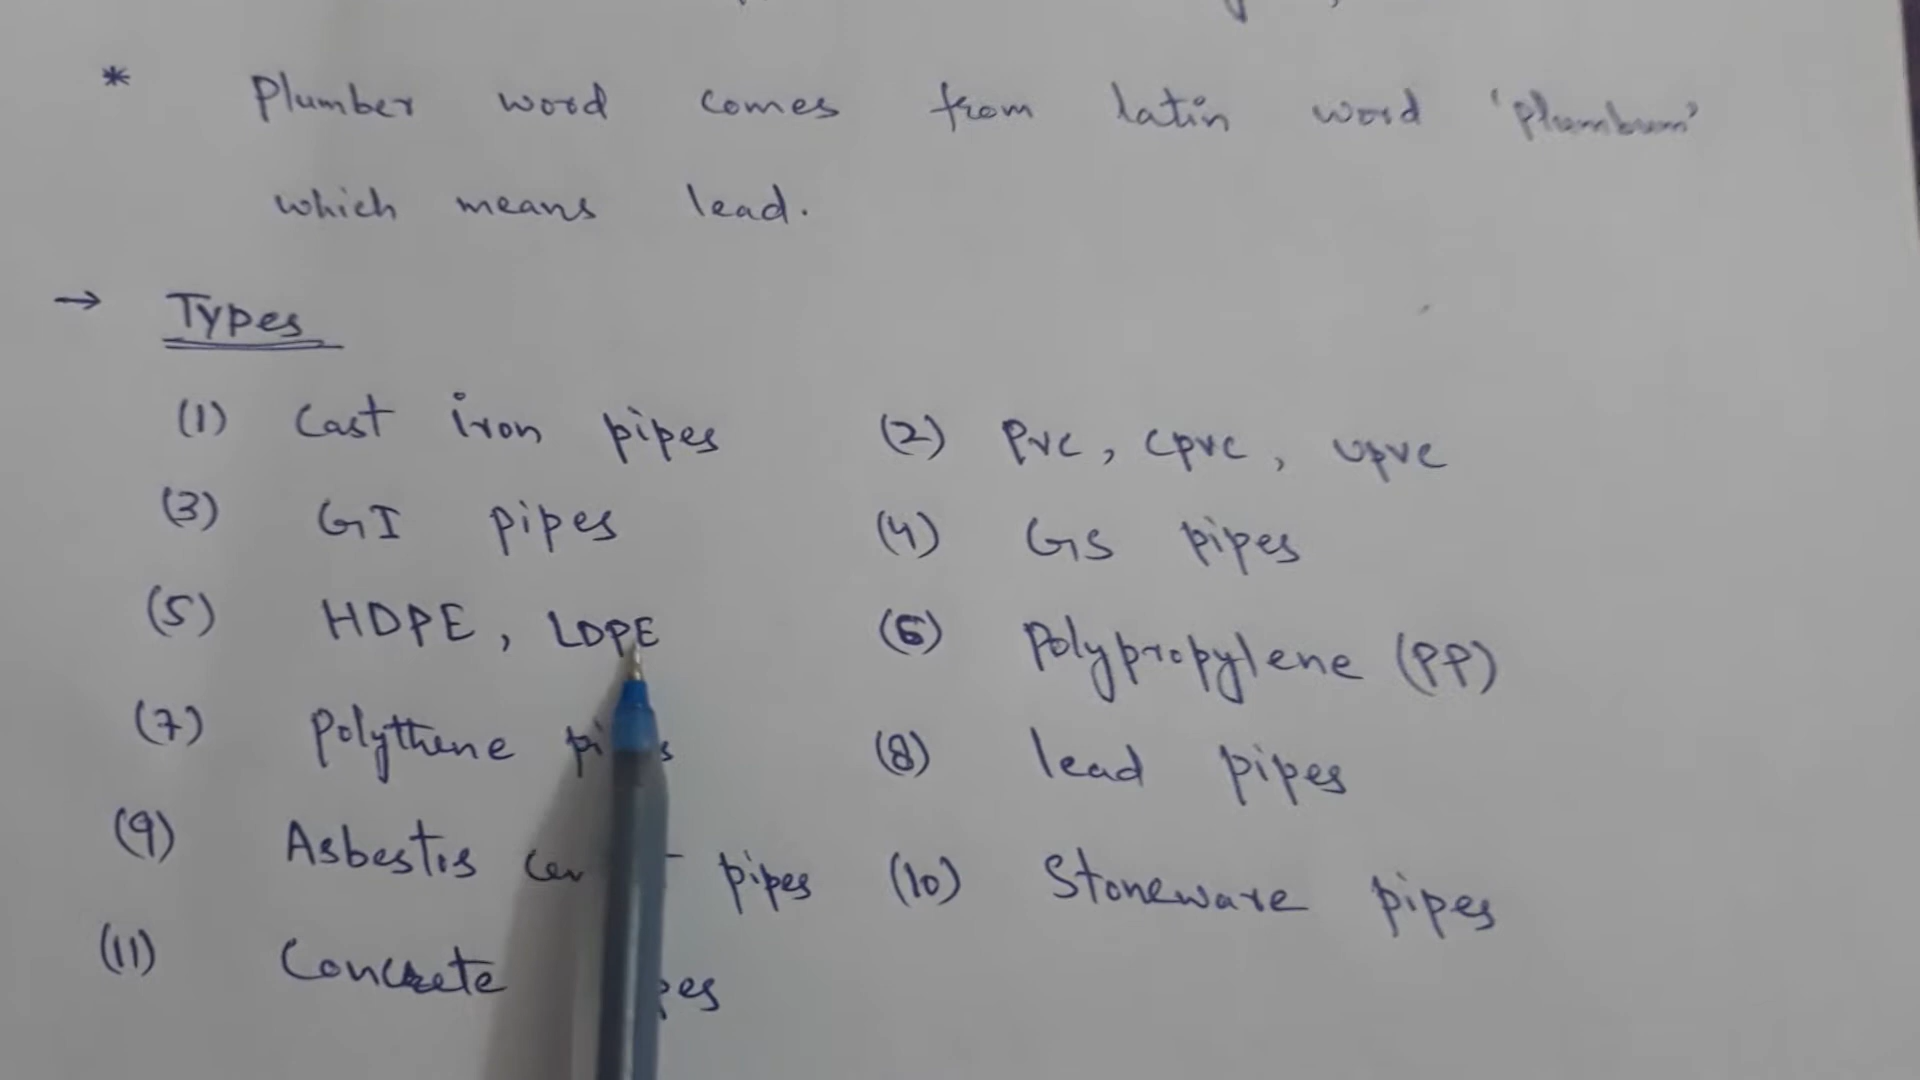 * Plumber word comes from latin word 'plumbum'
which means lead.
→ Types
(1) Cast iron pipes (2) PVC, CPVC, UPVC
(3) GI pipes (4) GS pipes
(5) HDPE, LDPE (6) Polypropylene (PP)
(7) Polythene (8) lead pipes
(9) Asbestis pipes (10) Stoneware pipes
(11) Concrete